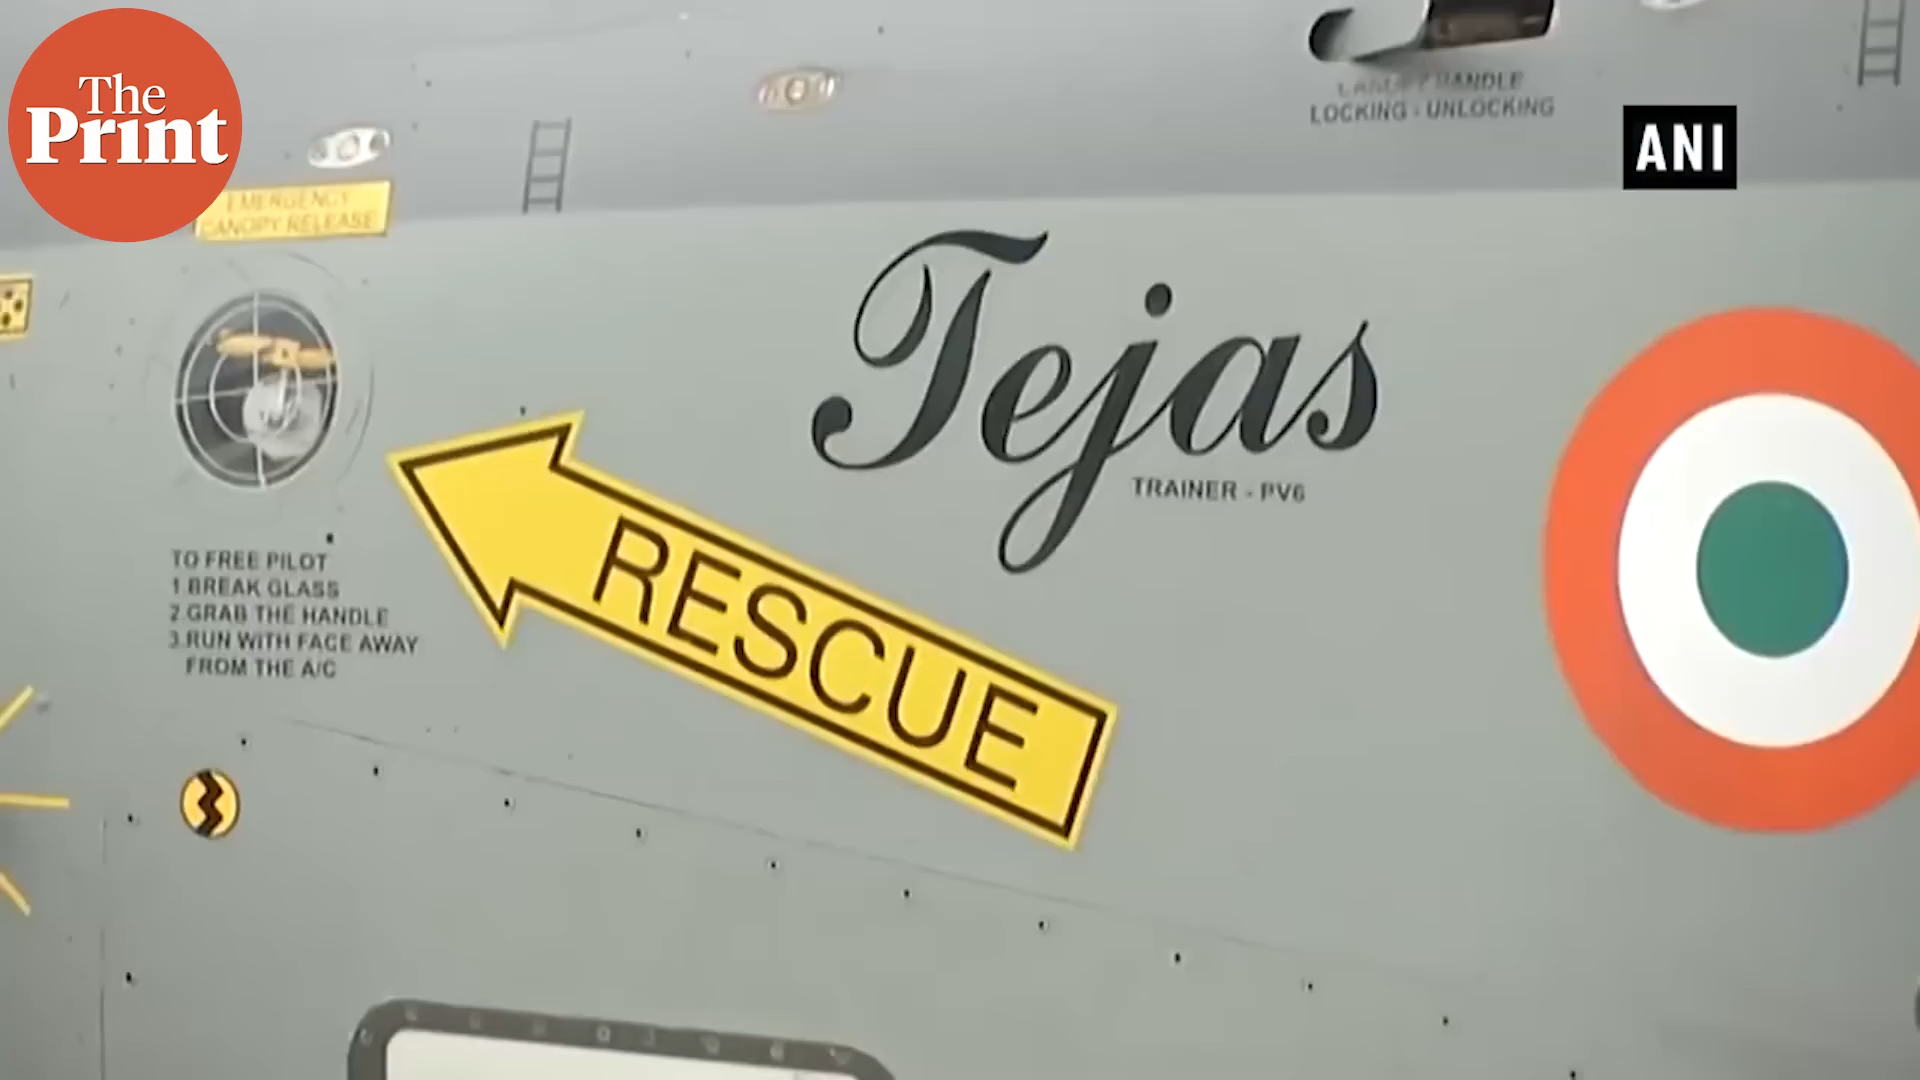 The
Print
ANI
CANOPY HANDLE
LOCKING - UNLOCKING
EMERGENCY
CANOPY RELEASE
Tejas
TRAINER - PV6
RESCUE
TO FREE PILOT
1.BREAK GLASS
2.GRAB THE HANDLE
3.RUN WITH FACE AWAY
FROM THE A/C